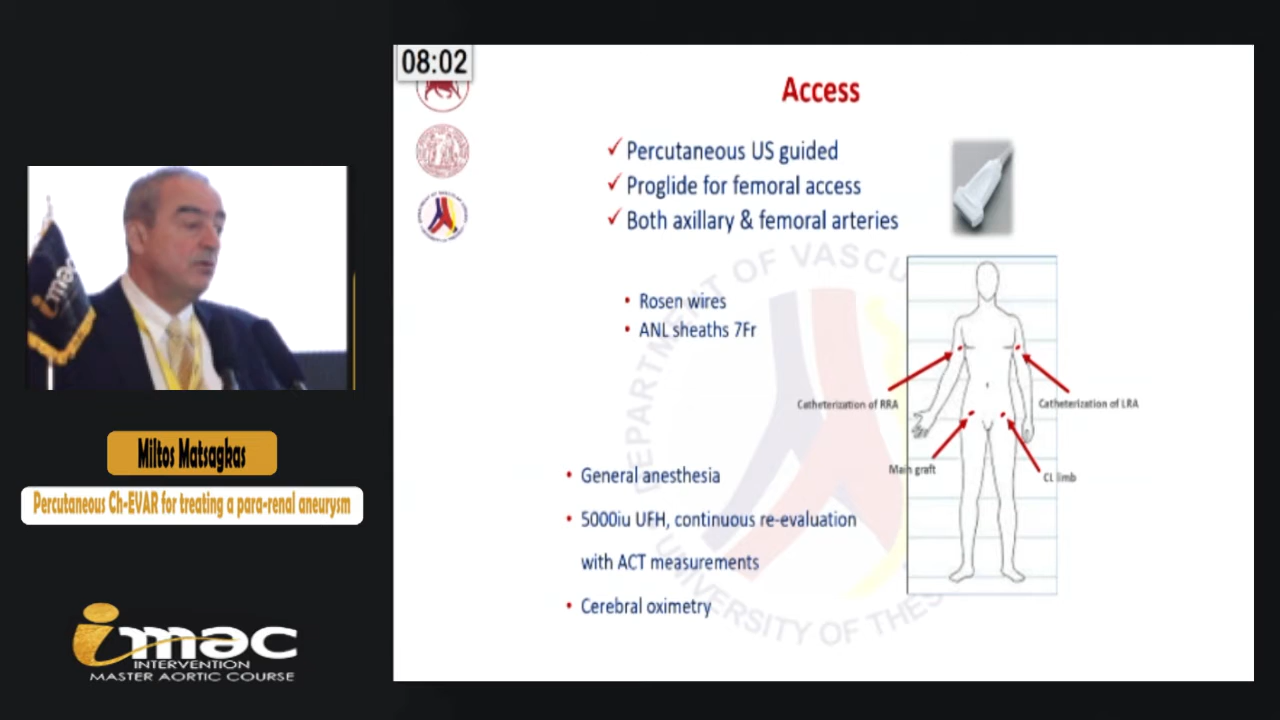 08:02
Access
Percutaneous US guided
Proglide for femoral access
Both axillary & femoral arteries
Rosen wires
ANL sheaths 7Fr
Catheterization of RRA
Catheterization of LRA
Main graft
CL limb
General anesthesia
5000iu UFH, continuous re-evaluation
with ACT measurements
Cerebral oximetry
DEPARTMENT OF VASCU
UNIVERSITY OF THES
imac
Miltos Matsagkas
Percutaneous Ch-EVAR for treating a para-renal aneurysm
imac
INTERVENTION
MASTER AORTIC COURSE